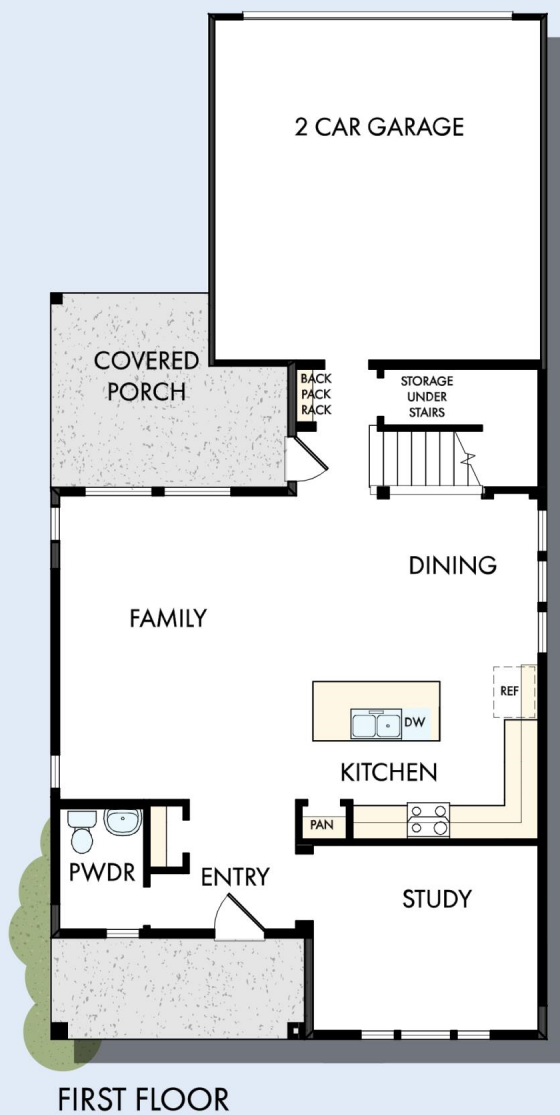 2 CAR GARAGE
COVERED
PORCH
BACK
PACK
RACK
STORAGE
UNDER
STAIRS
DINING
FAMILY
REF
DW
KITCHEN
PAN
PWDR
ENTRY
STUDY
FIRST FLOOR